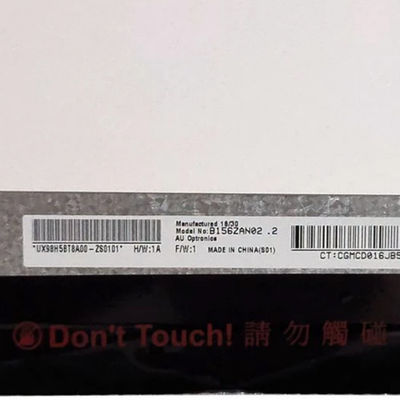 Manufactured 18/30
Model No:B156ZAN02 .2
AU Optronics
"UX98H5BT8A00-ZS0101" H/W:1A F/W:1 MADE IN CHINA(S01)
CT:CGMCD016JB5
Don't Touch! 請勿觸碰